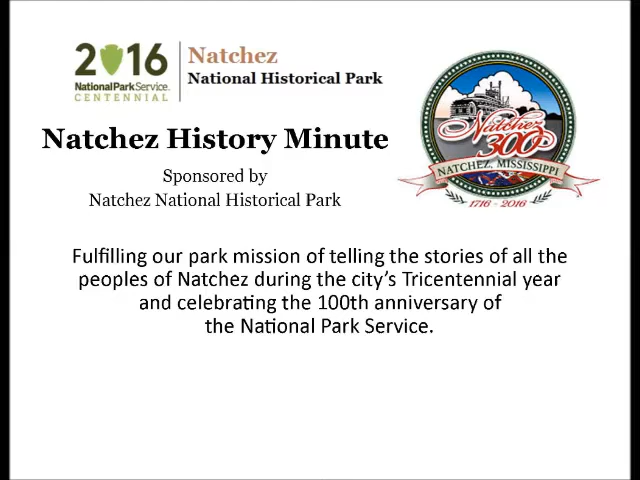 2016
National Park Service
CENTENNIAL
Natchez
National Historical Park
Natchez History Minute
Sponsored by
Natchez National Historical Park
Natchez
300
NATCHEZ, MISSISSIPPI
1716 - 2016
Fulfilling our park mission of telling the stories of all the
peoples of Natchez during the city's Tricentennial year
and celebrating the 100th anniversary of
the National Park Service.